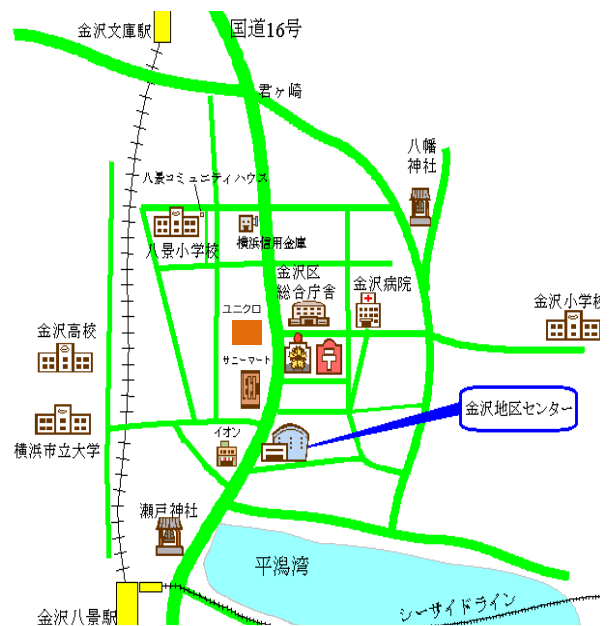 金沢文庫駅
国道16号
君ヶ崎
八幡
神社
八景コミュニティハウス
八景小学校
横浜信用金庫
金沢区
総合庁舎
金沢病院
ユニクロ
金沢小学校
金沢高校
サニーマート
金沢地区センター
横浜市立大学
イオン
瀬戸神社
平潟湾
シーサイドライン
金沢八景駅